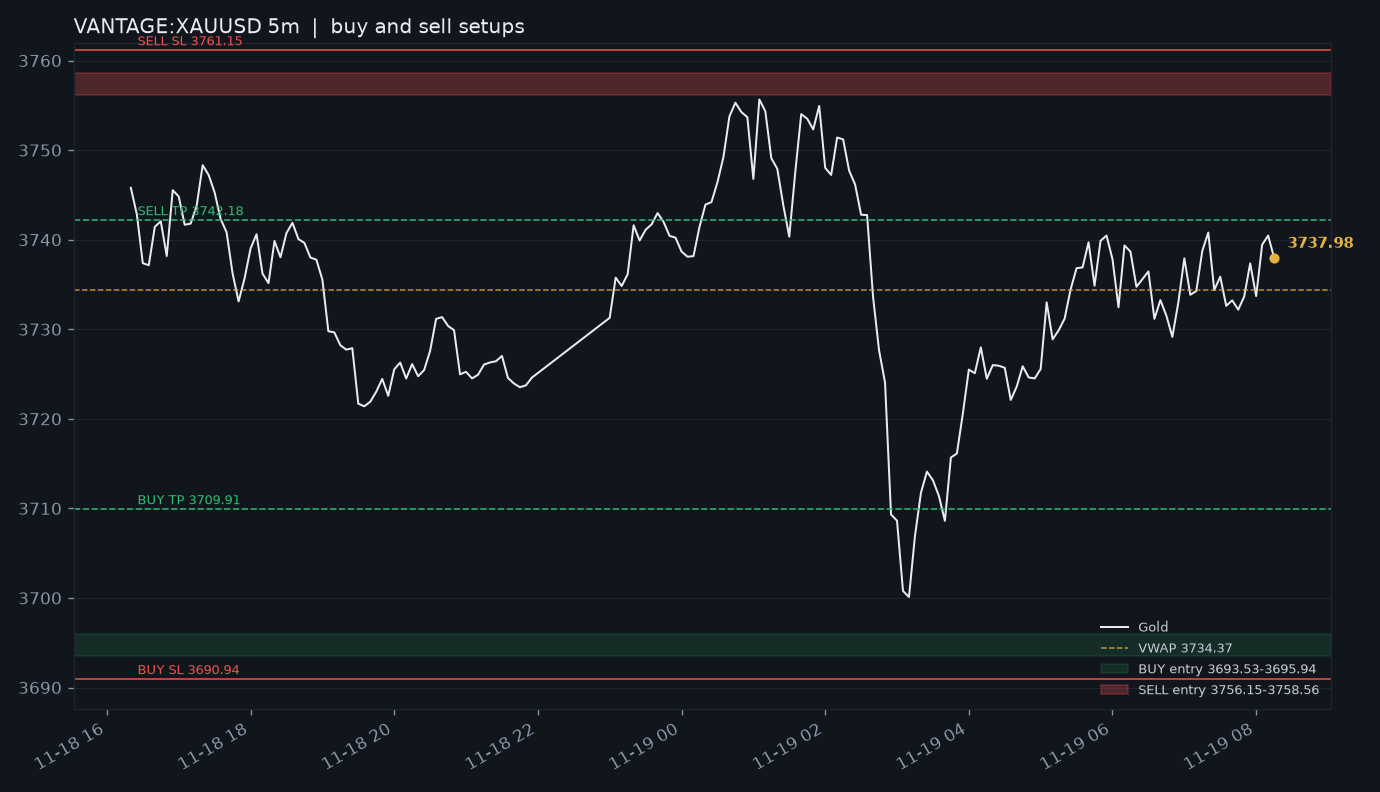 VANTAGE:XAUUSD 5m | buy and sell setups
SELL SL 3761.15
3760
3750
SELL TP 3742.18
3740
3737.98
3730
3720
BUY TP 3709.91
3710
3700
Gold
VWAP 3734.37
BUY entry 3693.53-3695.94
SELL entry 3756.15-3758.56
BUY SL 3690.94
3690
11-18 16
11-18 18
11-18 20
11-18 22
11-19 00
11-19 02
11-19 04
11-19 06
11-19 08